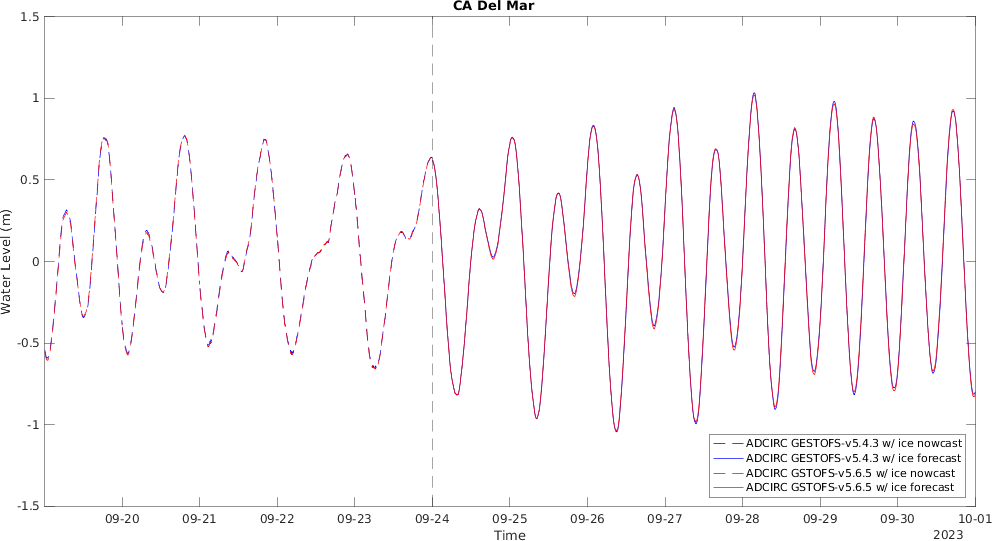 CA Del Mar
1.5
1
0.5
0
-0.5
-1
-1.5
Water Level (m)
ADCIRC GESTOFS-v5.4.3 w/ ice nowcast
ADCIRC GESTOFS-v5.4.3 w/ ice forecast
ADCIRC GSTOFS-v5.6.5 w/ ice nowcast
ADCIRC GSTOFS-v5.6.5 w/ ice forecast
09-20 09-21 09-22 09-23 09-24 09-25 09-26 09-27 09-28 09-29 09-30 10-01
Time
2023